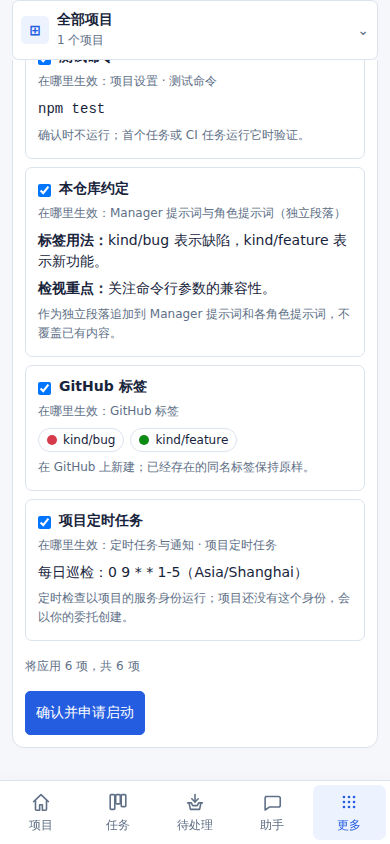 全部项目
1 个项目
在哪里生效：项目设置 · 测试命令
npm test
确认时不运行；首个任务或 CI 任务运行它时验证。
本仓库约定
在哪里生效：Manager 提示词与角色提示词（独立段落）
标签用法：kind/bug 表示缺陷，kind/feature 表
示新功能。
检视重点：关注命令行参数的兼容性。
作为独立段落追加到 Manager 提示词和各角色提示词，不
覆盖已有内容。
GitHub 标签
在哪里生效：GitHub 标签
kind/bug kind/feature
在 GitHub 上新建；已经存在的同名标签保持原样。
项目定时任务
在哪里生效：定时任务与通知 · 项目定时任务
每日巡检：0 9 * * 1-5（Asia/Shanghai）
定时检查以项目的服务身份运行；项目还没有这个身份，会
以你的委托创建。
将应用 6 项，共 6 项
确认并申请启动
项目 任务 待处理 助手 更多